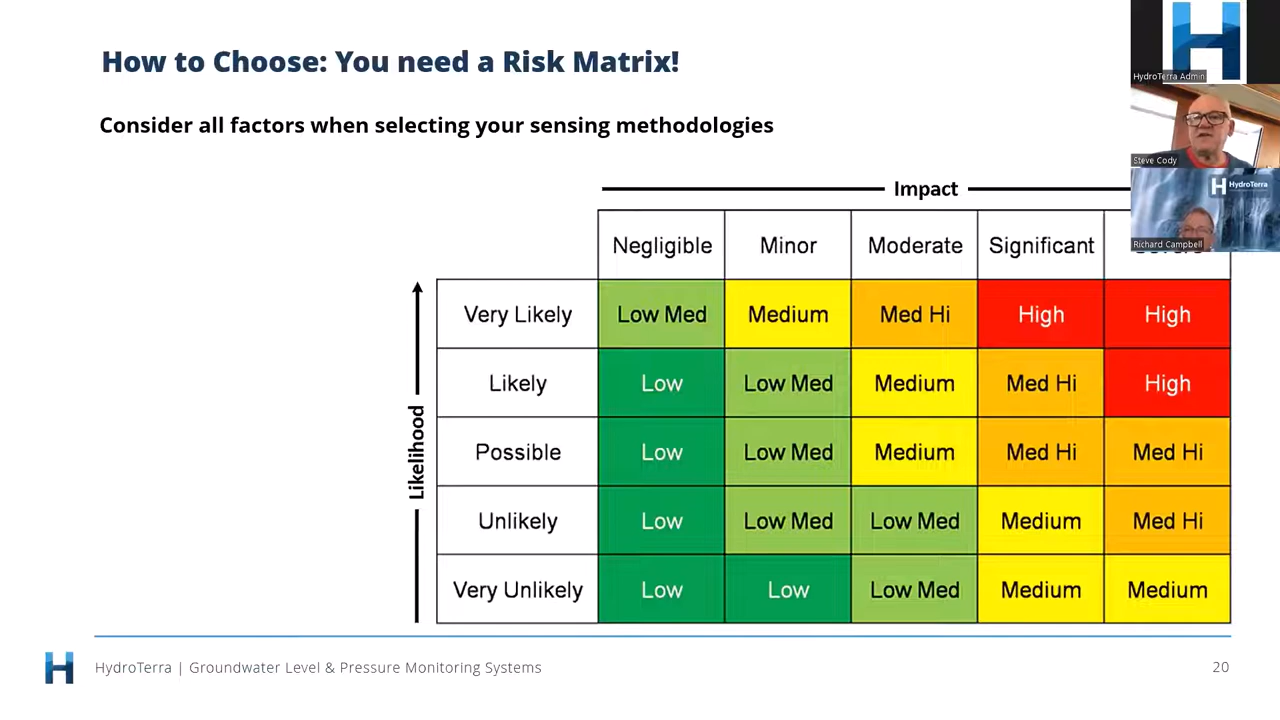 How to Choose: You need a Risk Matrix!
HydroTerra Admin
Consider all factors when selecting your sensing methodologies
Steve Cody
HydroTerra
Impact
Richard Campbell
Negligible Minor Moderate Significant
Likelihood
Very Likely Low Med Medium Med Hi High High
Likely Low Low Med Medium Med Hi High
Possible Low Low Med Medium Med Hi Med Hi
Unlikely Low Low Med Low Med Medium Med Hi
Very Unlikely Low Low Low Med Medium Medium
HydroTerra | Groundwater Level & Pressure Monitoring Systems 20